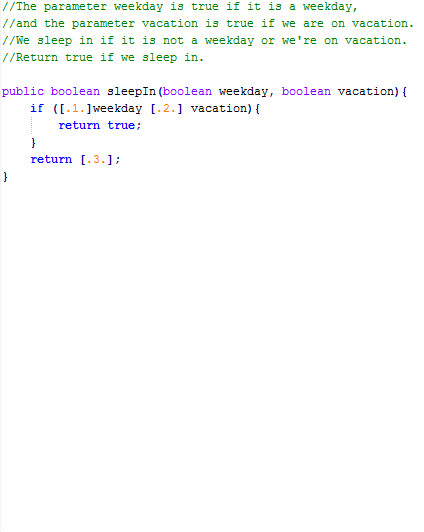 //The parameter weekday is true if it is a weekday,
//and the parameter vacation is true if we are on vacation.
//We sleep in if it is not a weekday or we're on vacation.
//Return true if we sleep in.

public boolean sleepIn(boolean weekday, boolean vacation){
    if ([.1.]weekday [.2.] vacation){
        return true;
    }
    return [.3.];
}